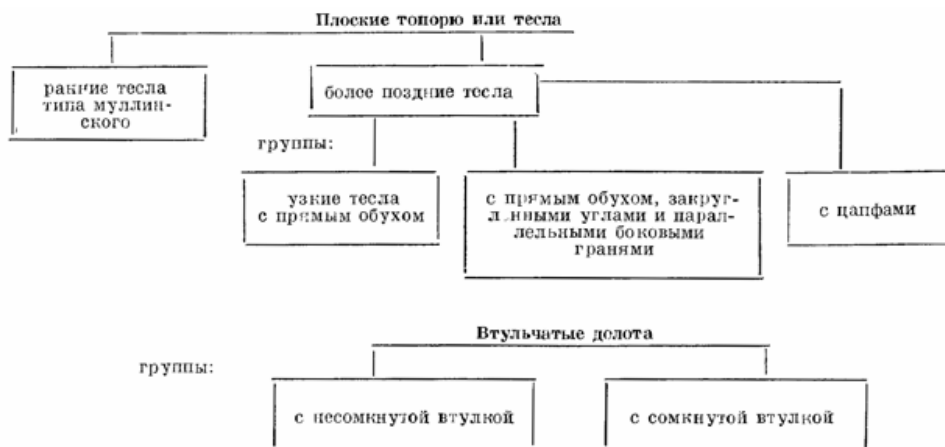 Плоские топорю или тесла
ранние тесла
типа муллин-
ского
более поздние тесла
группы:
узкие тесла
с прямым обухом
с прямым обухом, закруг-
ленными углами и парал-
лельными боковыми
гранями
с цапфами
Втульчатые долота
группы:
с несомкнутой втулкой
с сомкнутой втулкой